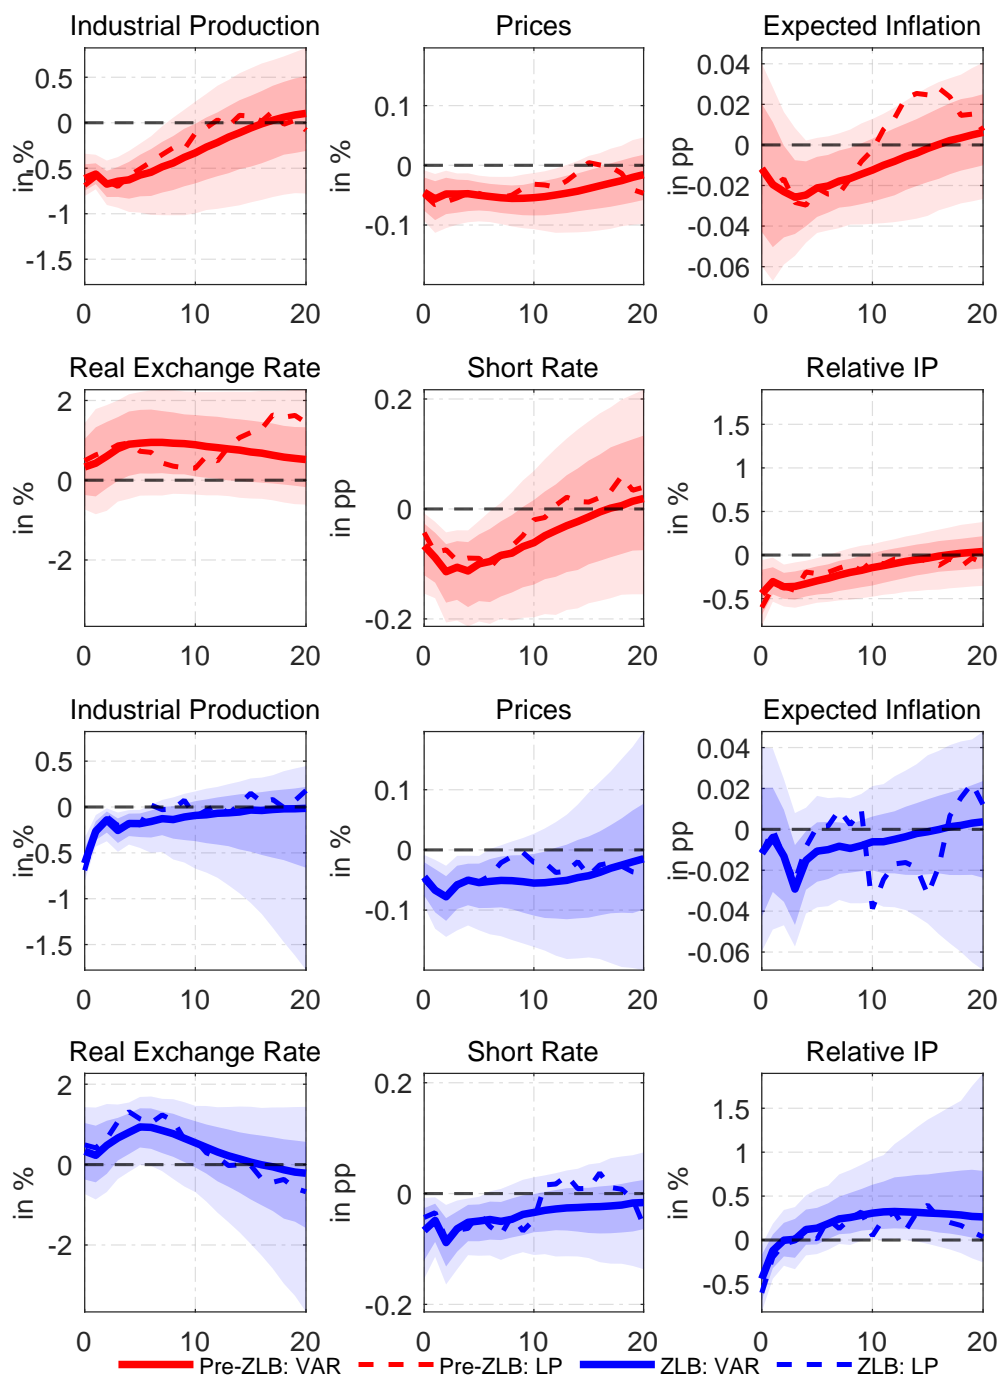 Industrial Production Prices Expected Inflation
0.5 0.1 0.04
0 0 0.02
-0.5 -0.1 0
-1 -0.02
-1.5 -0.04
-0.06
in % in % in pp
0 10 20 0 10 20 0 10 20
Real Exchange Rate Short Rate Relative IP
2 0.2 1.5
0 0 1
-2 -0.2 0.5
0
-0.5
in % in pp in %
0 10 20 0 10 20 0 10 20
Industrial Production Prices Expected Inflation
0.5 0.1 0.04
0 0 0.02
-0.5 -0.1 0
-1 -0.02
-1.5 -0.04
-0.06
in % in % in pp
0 10 20 0 10 20 0 10 20
Real Exchange Rate Short Rate Relative IP
2 0.2 1.5
0 0 1
-2 -0.2 0.5
0
-0.5
in % in pp in %
0 10 20 0 10 20 0 10 20
Pre-ZLB: VAR Pre-ZLB: LP ZLB: VAR ZLB: LP